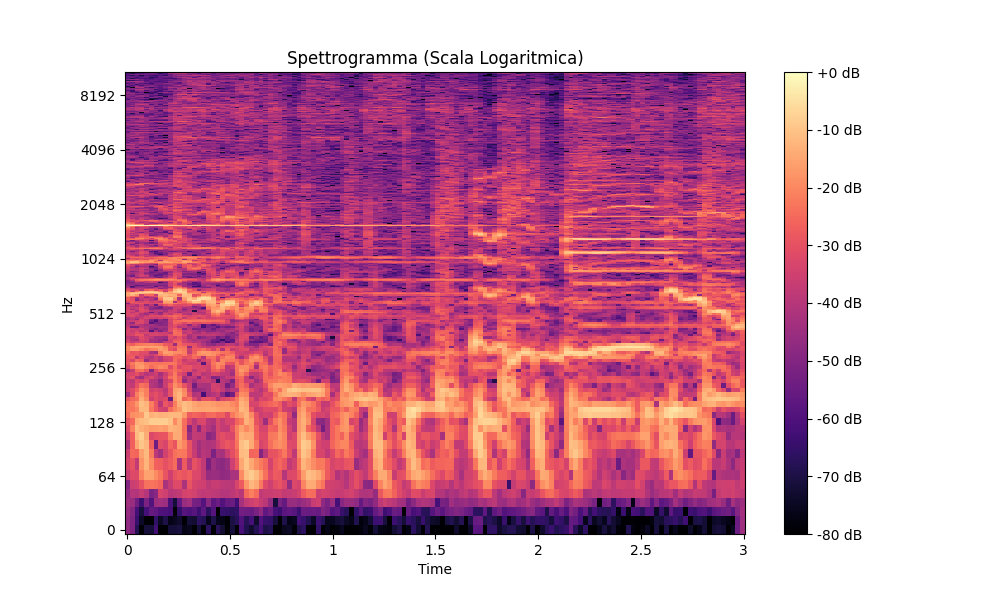 Spettrogramma (Scala Logaritmica)
Hz
8192
4096
2048
1024
512
256
128
64
0
0
0.5
1
1.5
2
2.5
3
Time
+0 dB
-10 dB
-20 dB
-30 dB
-40 dB
-50 dB
-60 dB
-70 dB
-80 dB